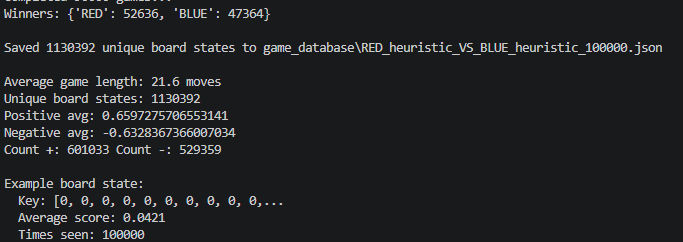 Winners: {'RED': 52636, 'BLUE': 47364}
Saved 1130392 unique board states to game_database\RED_heuristic_VS_BLUE_heuristic_100000.json
Average game length: 21.6 moves
Unique board states: 1130392
Positive avg: 0.6597275706553141
Negative avg: -0.6328367366007034
Count +: 601033 Count -: 529359
Example board state:
Key: [0, 0, 0, 0, 0, 0, 0, 0, 0, 0,...
Average score: 0.0421
Times seen: 100000